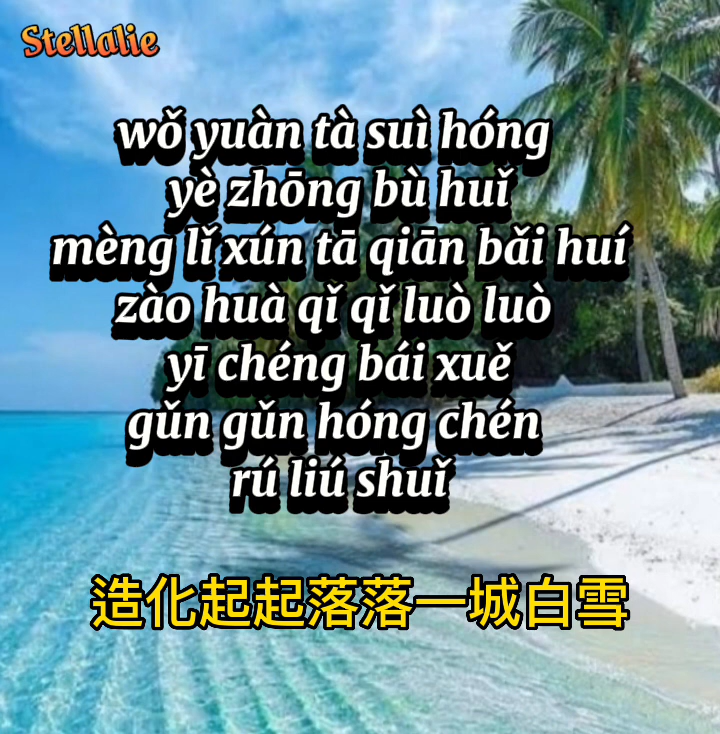 Stellalie
wǒ yuàn tà suì hóng
yè zhōng bù huǐ
mèng lǐ xún tā qiān bǎi huí
zào huà qǐ qǐ luò luò
yī chéng bái xuě
gǔn gǔn hóng chén
rú liú shuǐ
造化起起落落一城白雪